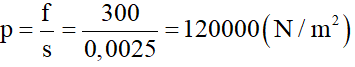 p = f/s = 300/0,0025 = 120000 (N / m²)